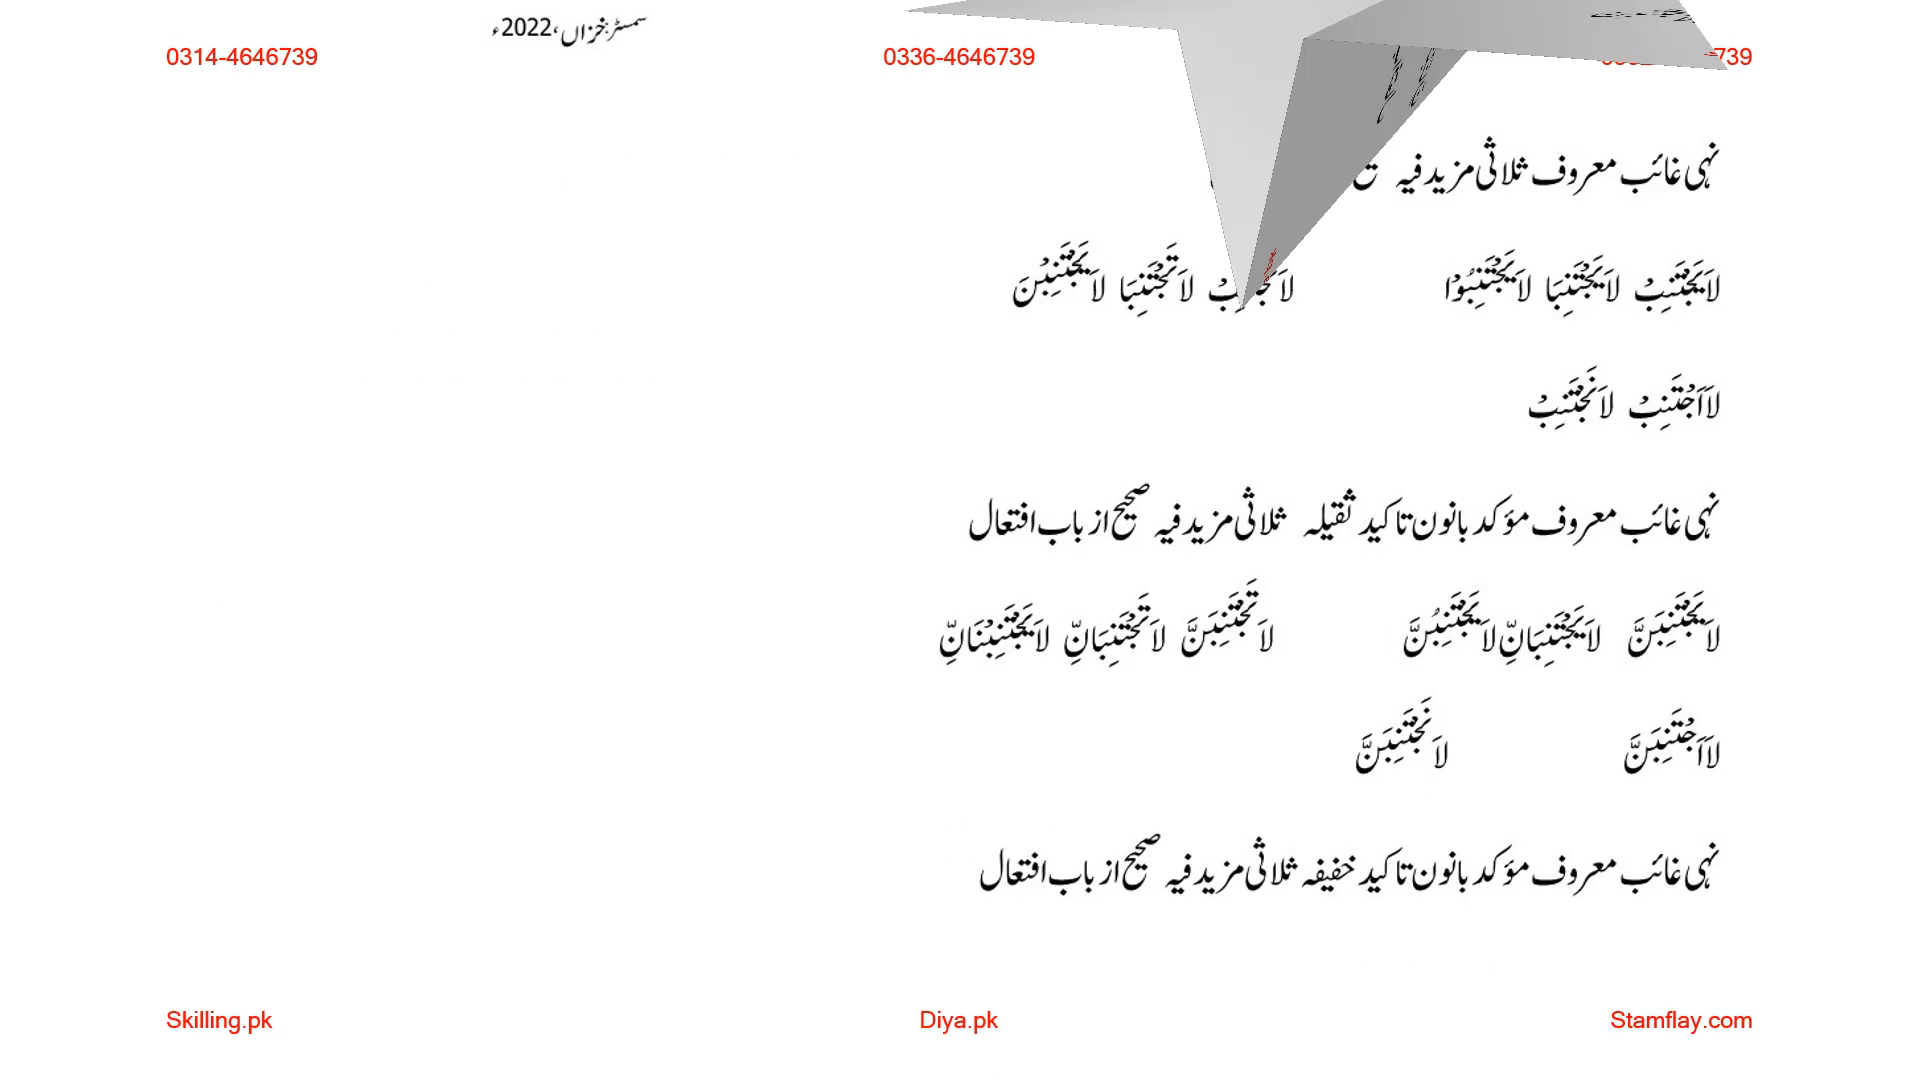 سمسٹر:خزاں،2022ء
0314-4646739 0336-4646739
نہی غائب معروف ثلاثی مزید فیہ
لَایَجْتَنِبْ لَایَجْتَنِبَا لَایَجْتَنِبُوْا لَاتَجْتَنِبَا لَایَجْتَنِبْنَ
لَااَجْتَنِبْ لَانَجْتَنِبْ
نہی غائب معروف مؤکد بانون تاکید ثقیلہ ثلاثی مزید فیہ صحیح از باب افتعال
لَایَجْتَنِبَنَّ لَایَجْتَنِبَانِّ لَایَجْتَنِبُنَّ لَاتَجْتَنِبَنَّ لَاتَجْتَنِبَانِّ لَایَجْتَنِبْنَانِّ
لَااَجْتَنِبَنَّ لَانَجْتَنِبَنَّ
نہی غائب معروف مؤکد بانون تاکید خفیفہ ثلاثی مزید فیہ صحیح از باب افتعال
Skilling.pk Diya.pk Stamflay.com